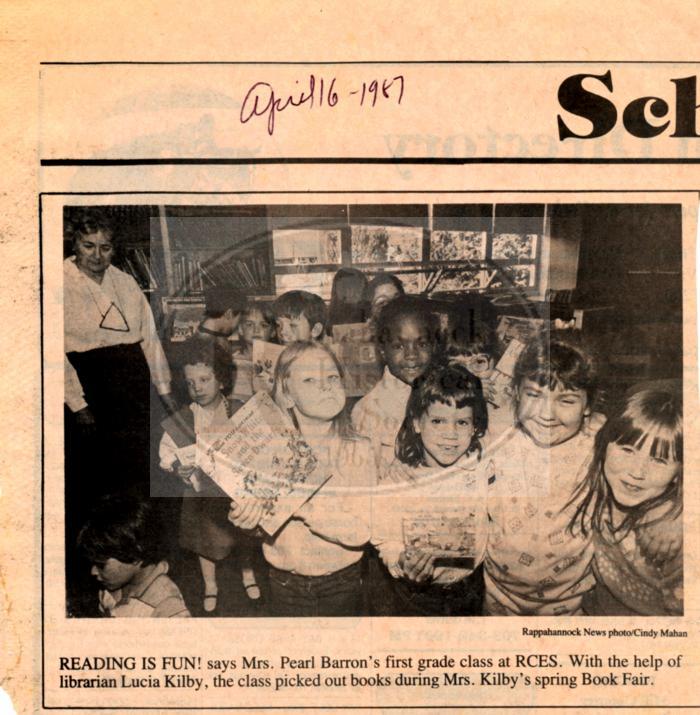 April 16-1987
Sch
Rappahannock News photo/Cindy Mahan
READING IS FUN! says Mrs. Pearl Barron's first grade class at RCES. With the help of
librarian Lucia Kilby, the class picked out books during Mrs. Kilby's spring Book Fair.